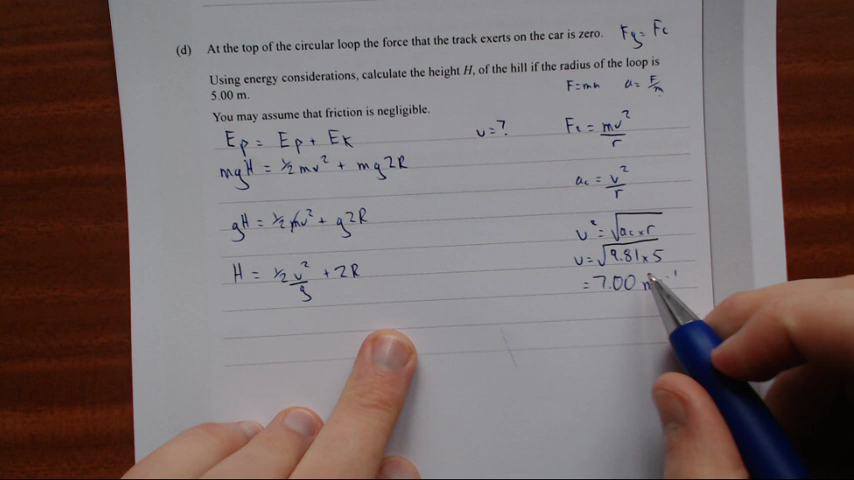 (d) At the top of the circular loop the force that the track exerts on the car is zero. Fg = Fc
Using energy considerations, calculate the height H, of the hill if the radius of the loop is
5.00 m.
F=ma a = F/m
You may assume that friction is negligible.
Ep = Ep + Ek
v=?
Fc = mv²/r
mgH = ½mv² + mg2R
ac = v²/r
gH = ½mv² + g2R
v² = √ac×r
H = ½v²/g + 2R
v = √9.81×5
= 7.00 m⁻¹